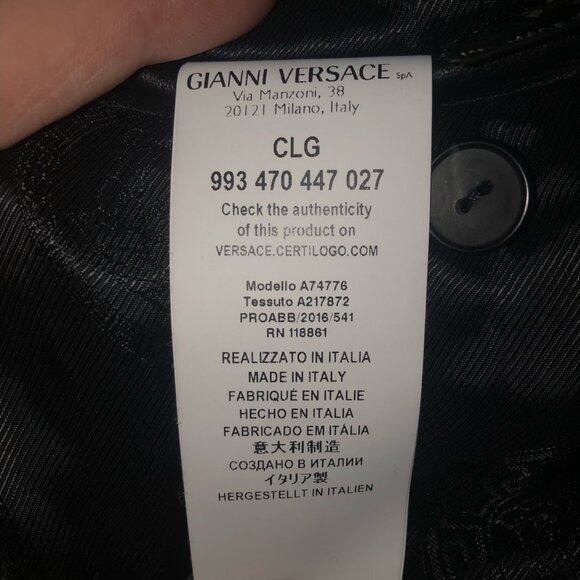 GIANNI VERSACE SpA
Via Manzoni, 38
20121 Milano, Italy
CLG
993 470 447 027
Check the authenticity
of this product on
VERSACE.CERTILOGO.COM
Modello A74776
Tessuto A217872
PROABB/2016/541
RN 118861
REALIZZATO IN ITALIA
MADE IN ITALY
FABRIQUÉ EN ITALIE
HECHO EN ITALIA
FABRICADO EM ITÁLIA
意大利制造
СОЗДАНО В ИТАЛИИ
イタリア製
HERGESTELLT IN ITALIEN